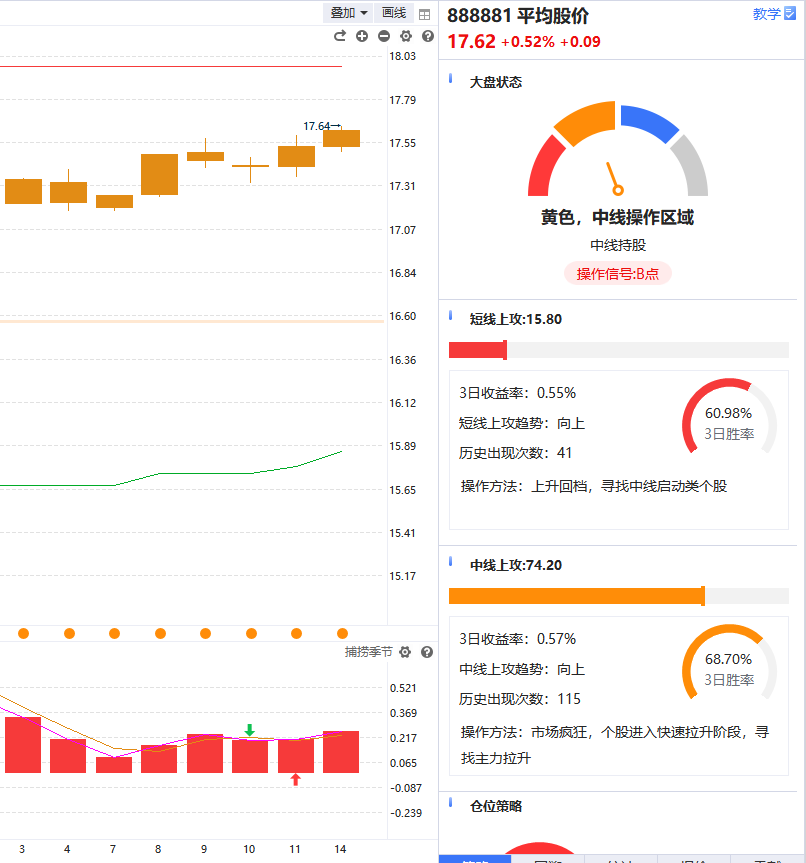 叠加 画线
18.03
17.64
17.79
17.55
17.31
17.07
16.84
16.60
16.36
16.12
15.89
15.65
15.41
15.17
捕捞季节
0.521
0.369
0.217
0.065
-0.087
-0.239
3 4 7 8 9 10 11 14
888881 平均股价 教学
17.62 +0.52% +0.09
大盘状态
黄色，中线操作区域
中线持股
操作信号:B点
短线上攻:15.80
3日收益率：0.55%
短线上攻趋势：向上
历史出现次数：41
60.98%
3日胜率
操作方法：上升回档，寻找中线启动类个股
中线上攻:74.20
3日收益率：0.57%
中线上攻趋势：向上
历史出现次数：115
68.70%
3日胜率
操作方法：市场疯狂，个股进入快速拉升阶段，寻
找主力拉升
仓位策略